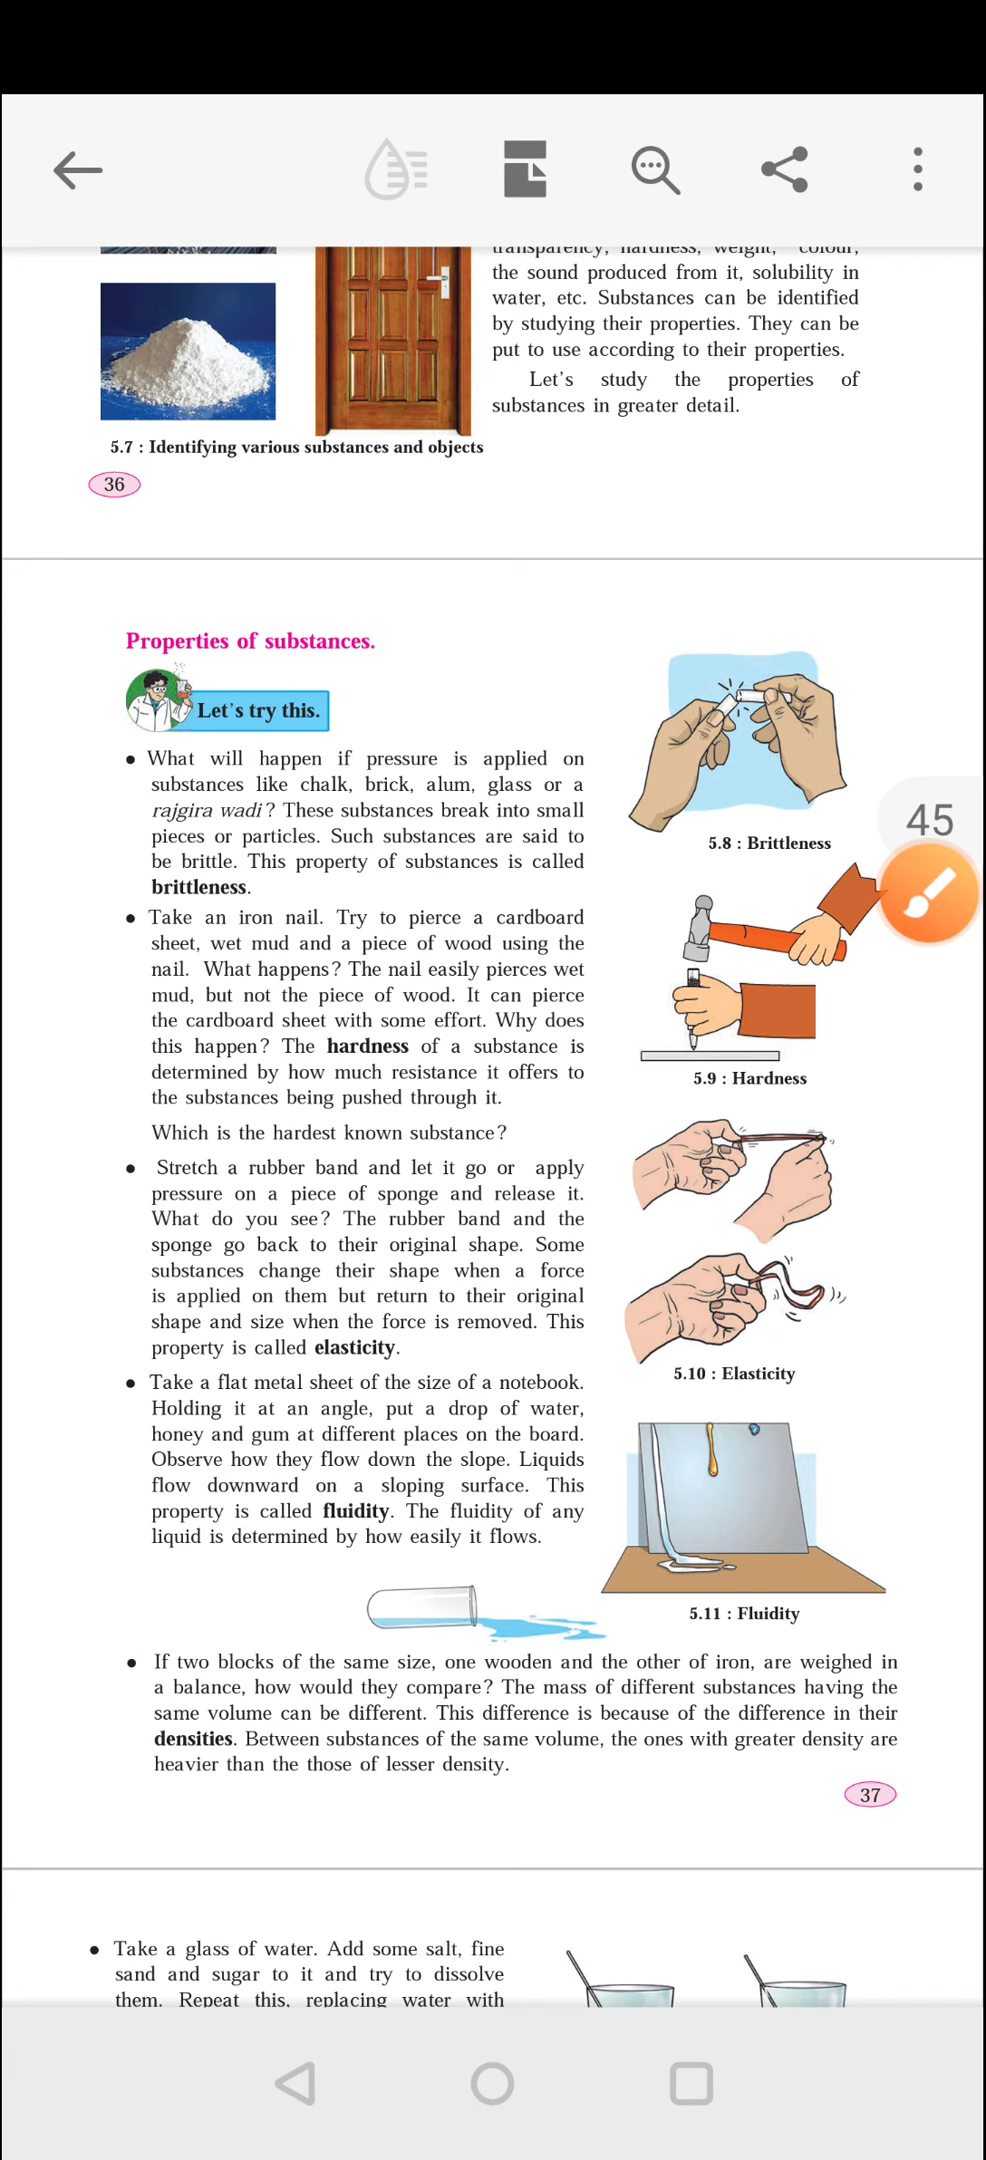 transparency, hardness, weight, colour,
the sound produced from it, solubility in
water, etc. Substances can be identified
by studying their properties. They can be
put to use according to their properties.
Let's study the properties of
substances in greater detail.
5.7 : Identifying various substances and objects
36
Properties of substances.
Let's try this.
• What will happen if pressure is applied on
substances like chalk, brick, alum, glass or a
rajgira wadi? These substances break into small
pieces or particles. Such substances are said to
be brittle. This property of substances is called
brittleness.
5.8 : Brittleness
45
• Take an iron nail. Try to pierce a cardboard
sheet, wet mud and a piece of wood using the
nail. What happens? The nail easily pierces wet
mud, but not the piece of wood. It can pierce
the cardboard sheet with some effort. Why does
this happen? The hardness of a substance is
determined by how much resistance it offers to
the substances being pushed through it.
Which is the hardest known substance?
5.9 : Hardness
• Stretch a rubber band and let it go or apply
pressure on a piece of sponge and release it.
What do you see? The rubber band and the
sponge go back to their original shape. Some
substances change their shape when a force
is applied on them but return to their original
shape and size when the force is removed. This
property is called elasticity.
5.10 : Elasticity
• Take a flat metal sheet of the size of a notebook.
Holding it at an angle, put a drop of water,
honey and gum at different places on the board.
Observe how they flow down the slope. Liquids
flow downward on a sloping surface. This
property is called fluidity. The fluidity of any
liquid is determined by how easily it flows.
5.11 : Fluidity
• If two blocks of the same size, one wooden and the other of iron, are weighed in
a balance, how would they compare? The mass of different substances having the
same volume can be different. This difference is because of the difference in their
densities. Between substances of the same volume, the ones with greater density are
heavier than the those of lesser density.
37
• Take a glass of water. Add some salt, fine
sand and sugar to it and try to dissolve
them. Repeat this, replacing water with